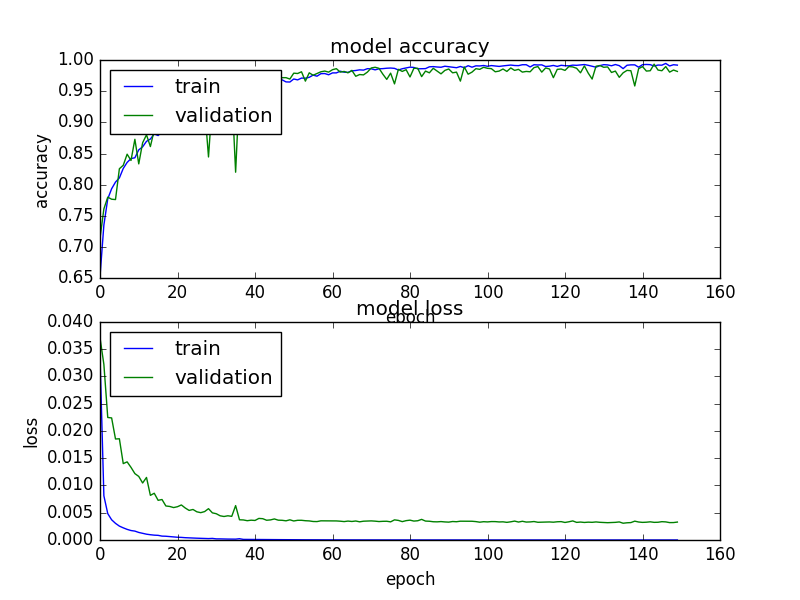 model accuracy
1.00
0.95
0.90
0.85
0.80
0.75
0.70
0.65
accuracy
train
validation
0 20 40 60 80 100 120 140 160
epoch
model loss
0.040
0.035
0.030
0.025
0.020
0.015
0.010
0.005
0.000
loss
train
validation
0 20 40 60 80 100 120 140 160
epoch